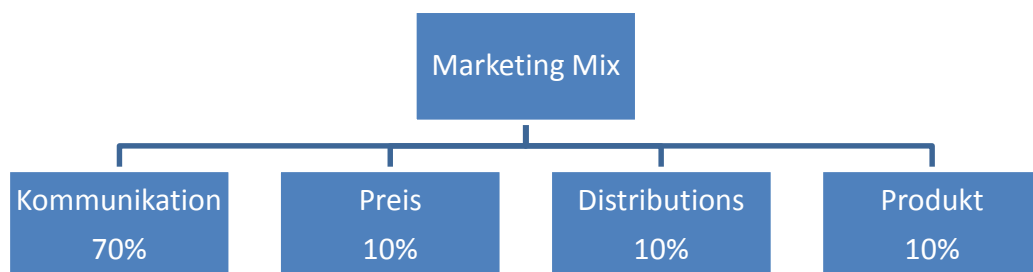 Marketing Mix
Kommunikation
70%
Preis
10%
Distributions
10%
Produkt
10%